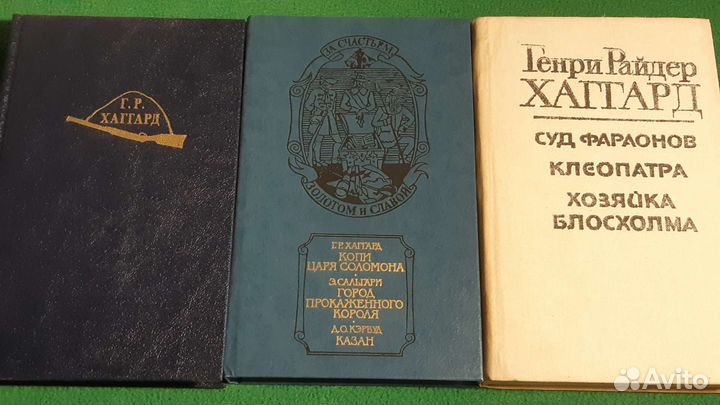 Г. Р.
ХАГГАРД
ЗА СЧАСТЬЕМ,
ЗОЛОТОМ И СЛАВОЙ
Г. Р. ХАГГАРД
КОПИ
ЦАРЯ СОЛОМОНА
Э. САЛЬГАРИ
ГОРОД
ПРОКАЖЕННОГО
КОРОЛЯ
Д. О. КЭРВУД
КАЗАН
Генри Райдер
ХАГГАРД
СУД ФАРАОНОВ
КЛЕОПАТРА
ХОЗЯЙКА
БЛОСХОЛМА
Avito